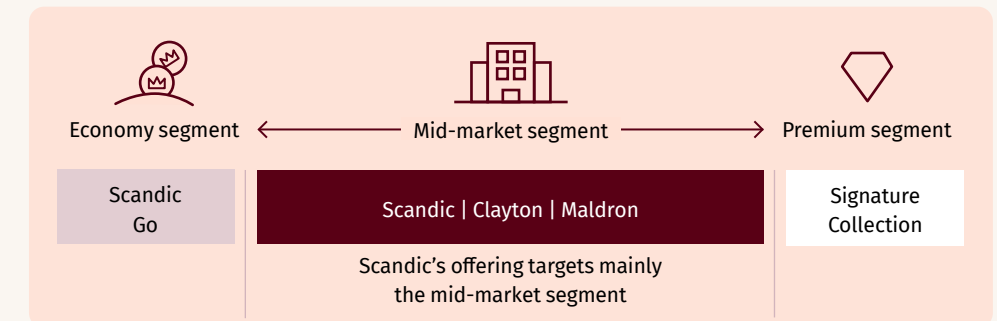 Economy segment
Mid-market segment
Premium segment
Scandic
Go
Scandic | Clayton | Maldron
Signature
Collection
Scandic’s offering targets mainly
the mid-market segment